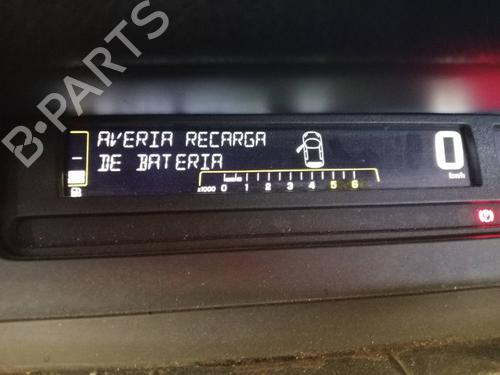 B·PARTS
AVERIA RECARGA
DE BATERIA
x1000 0 1 2 3 4 5 6
0
km/h